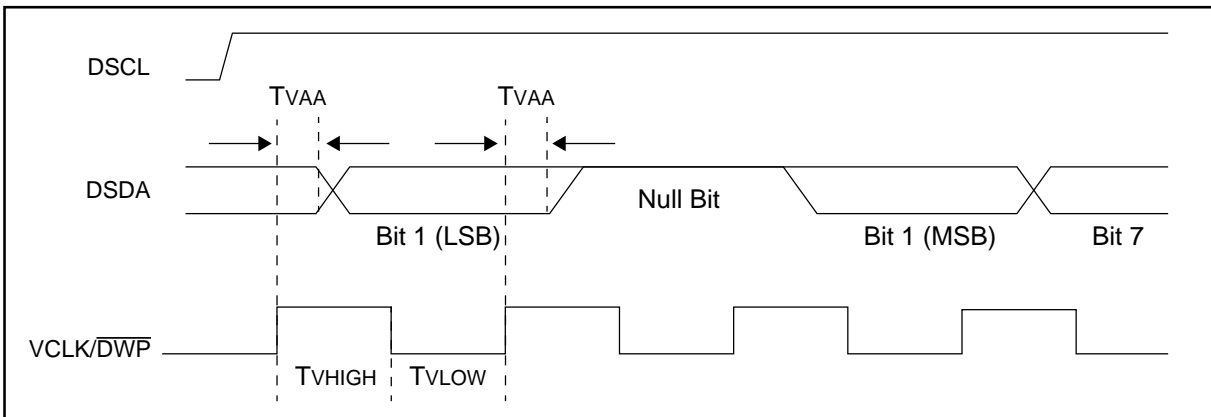 DSCL
TVAA TVAA
DSDA
Null Bit
Bit 1 (LSB) Bit 1 (MSB) Bit 7
VCLK/DWP
TVHIGH TVLOW